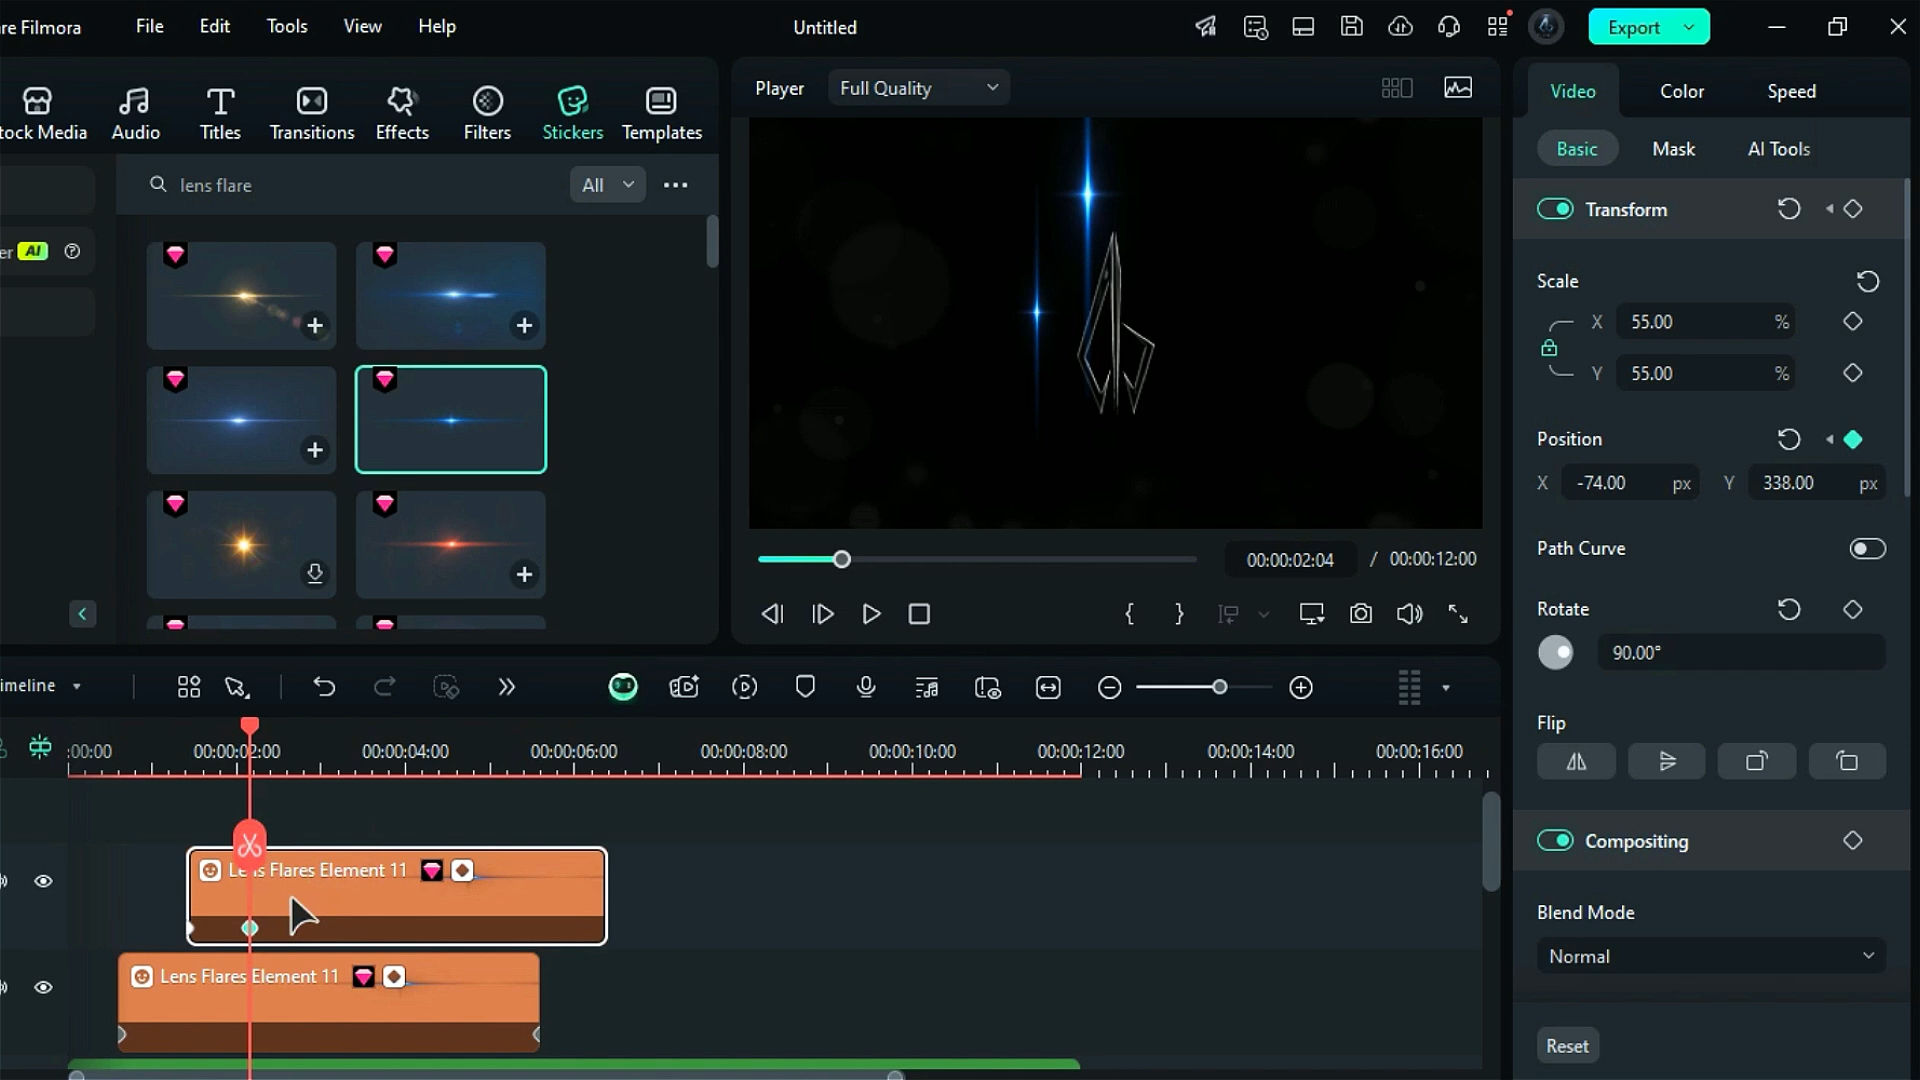 re Filmora
File
Edit
Tools
View
Help
Untitled
Export
tock Media
Audio
Titles
Transitions
Effects
Filters
Stickers
Templates
lens flare
All
er AI
Player
Full Quality
00:00:02:04 / 00:00:12:00
Video
Color
Speed
Basic
Mask
AI Tools
Transform
Scale
X 55.00 %
Y 55.00 %
Position
X -74.00 px Y 338.00 px
Path Curve
Rotate
90.00°
Flip
Compositing
Blend Mode
Normal
Reset
imeline
:00:00 00:00:02:00 00:00:04:00 00:00:06:00 00:00:08:00 00:00:10:00 00:00:12:00 00:00:14:00 00:00:16:00
Lens Flares Element 11
Lens Flares Element 11